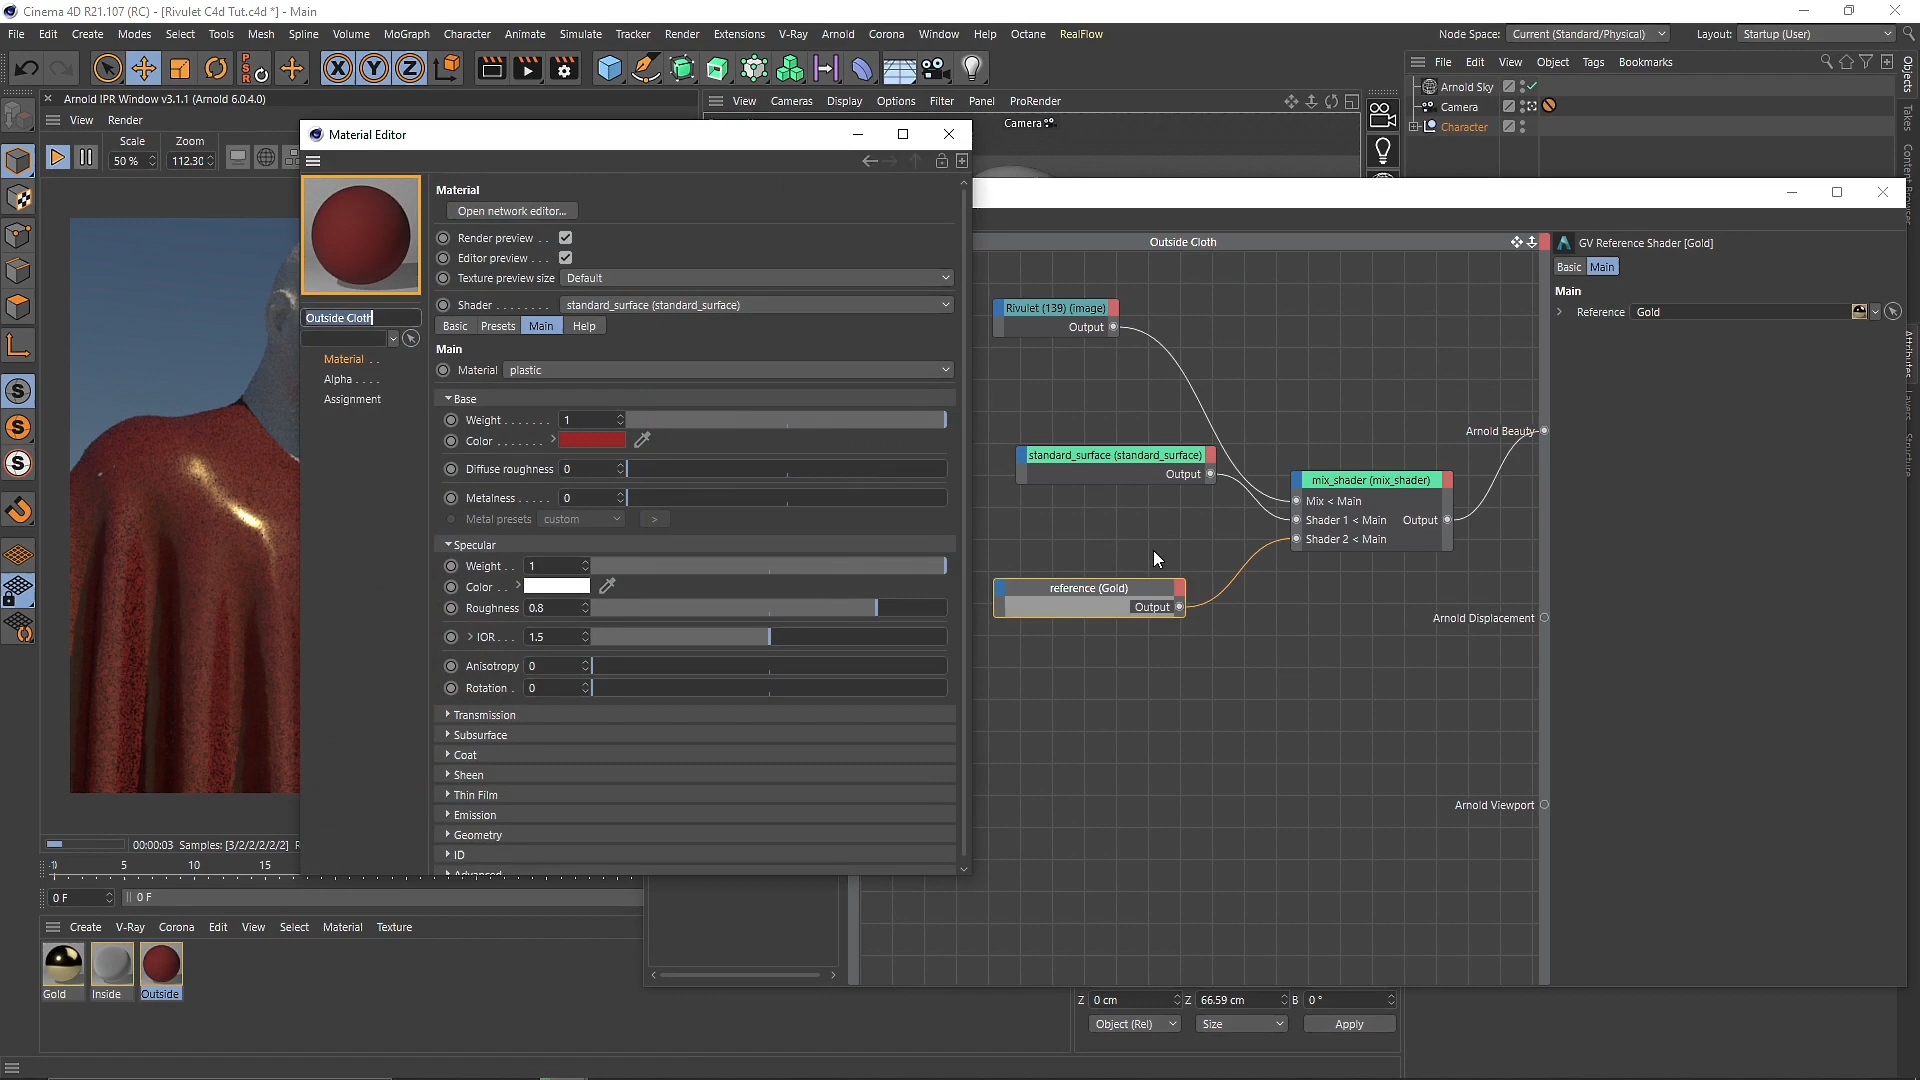 Cinema 4D R21.107 (RC) - [Rivulet C4d Tut.c4d *] - Main
File Edit Create Modes Select Tools Mesh Spline Volume MoGraph Character Animate Simulate Tracker Render Extensions V-Ray Arnold Corona Window Help Octane RealFlow
Node Space: Current (Standard/Physical) Layout: Startup (User)
PSR X Y Z
File Edit View Object Tags Bookmarks
Arnold IPR Window v3.1.1 (Arnold 6.0.4.0)
View Cameras Display Options Filter Panel ProRender
View Render
Camera
Arnold Sky
Camera
Character
Scale Zoom
50 % 112.30
Objects
Takes
Content Browser
Attributes
Layers
Structure
Material Editor
Outside Cloth
Material . .
Alpha . . . .
Assignment
Material
Open network editor...
Render preview . .
Editor preview . . .
Texture preview size Default
Shader . . . . . . . . standard_surface (standard_surface)
Basic Presets Main Help
Main
Material plastic
Base
Weight . . . . . . . 1
Color . . . . . . .
Diffuse roughness 0
Metalness . . . . . 0
Metal presets custom >
Specular
Weight . . 1
Color . .
Roughness 0.8
IOR . . . 1.5
Anisotropy 0
Rotation . 0
Transmission
Subsurface
Coat
Sheen
Thin Film
Emission
Geometry
ID
Advanced
Outside Cloth
Rivulet (139) (image)
Output
standard_surface (standard_surface)
Output
mix_shader (mix_shader)
Mix < Main
Shader 1 < Main Output
Shader 2 < Main
reference (Gold)
Output
Arnold Beauty
Arnold Displacement
Arnold Viewport
GV Reference Shader [Gold]
Basic Main
Main
Reference Gold
00:00:03 Samples: [3/2/2/2/2/2]
5 10 15
0 F 0 F
Create V-Ray Corona Edit View Select Material Texture
Gold Inside Outside
Z 0 cm Z 66.59 cm B 0 °
Object (Rel) Size Apply